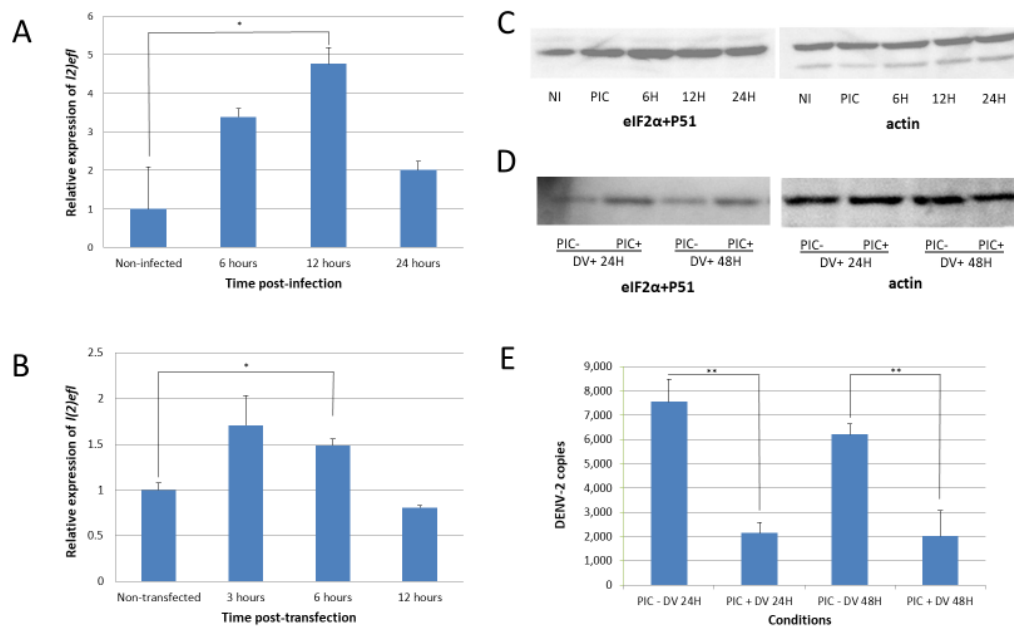 A
Relative expression of l2)efl
6
5
4
3
2
1
0
*
Non-infected 6 hours 12 hours 24 hours
Time post-infection
B
Relative expression of l(2)efl
2.5
2
1.5
1
0.5
0
*
Non-transfected 3 hours 6 hours 12 hours
Time post-transfection
C
NI PIC 6H 12H 24H
eIF2α+P51
NI PIC 6H 12H 24H
actin
D
PIC- PIC+ PIC- PIC+
DV+ 24H DV+ 48H
eIF2α+P51
PIC- PIC+ PIC- PIC+
DV+ 24H DV+ 48H
actin
E
DENV-2 copies
9,000
8,000
7,000
6,000
5,000
4,000
3,000
2,000
1,000
0
** **
PIC - DV 24H PIC + DV 24H PIC - DV 48H PIC + DV 48H
Conditions